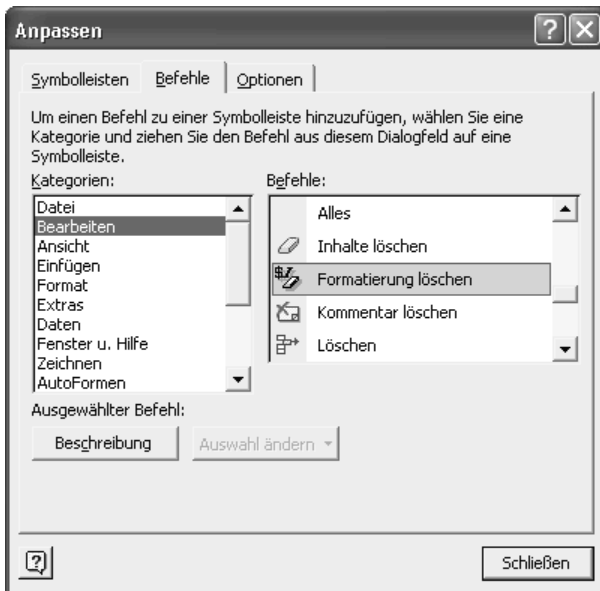 Anpassen
Symbolleisten
Befehle
Optionen
Um einen Befehl zu einer Symbolleiste hinzuzufügen, wählen Sie eine
Kategorie und ziehen Sie den Befehl aus diesem Dialogfeld auf eine
Symbolleiste.
Kategorien:
Datei
Bearbeiten
Ansicht
Einfügen
Format
Extras
Daten
Fenster u. Hilfe
Zeichnen
AutoFormen
Befehle:
Alles
Inhalte löschen
Formatierung löschen
Kommentar löschen
Löschen
Ausgewählter Befehl:
Beschreibung
Auswahl ändern
Schließen